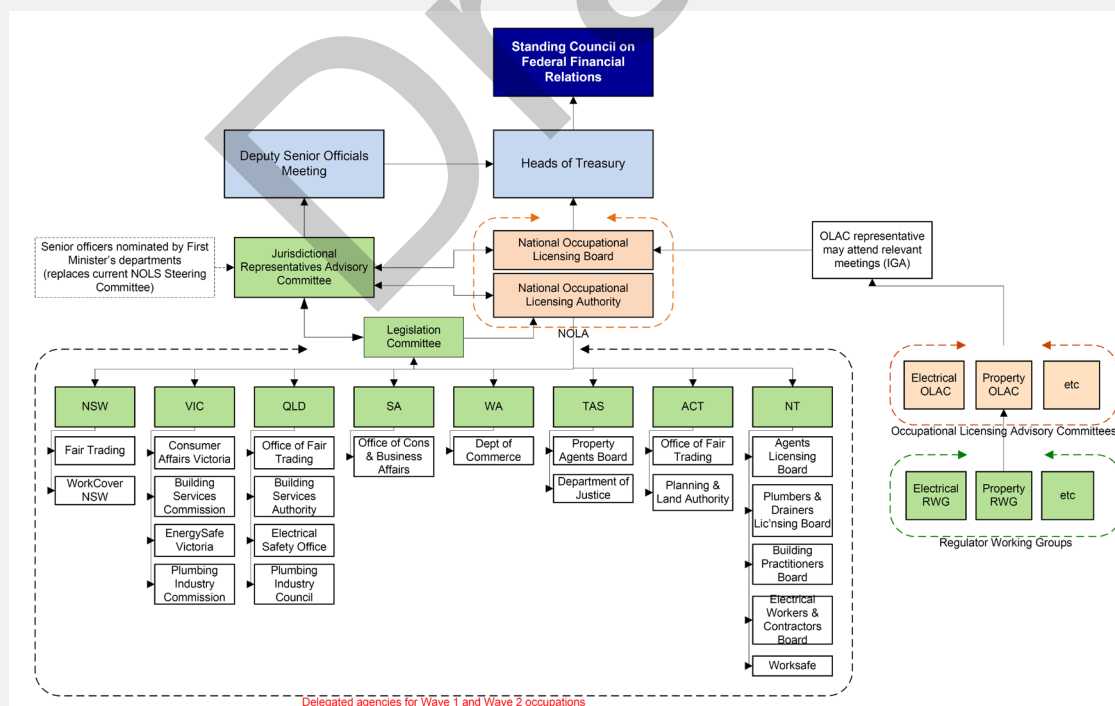 Standing Council on
Federal Financial
Relations
Deputy Senior Officials
Meeting
Heads of Treasury
Senior officers nominated by First
Minister's departments
(replaces current NOLS Steering
Committee)
Jurisdictional
Representatives Advisory
Committee
National Occupational
Licensing Board
National Occupational
Licensing Authority
NOLA
OLAC representative
may attend relevant
meetings (IGA)
Legislation
Committee
Electrical
OLAC
Property
OLAC
etc
Occupational Licensing Advisory Committees
Electrical
RWG
Property
RWG
etc
Regulator Working Groups
NSW
Fair Trading
WorkCover
NSW
VIC
Consumer
Affairs Victoria
Building
Services
Commission
EnergySafe
Victoria
Plumbing
Industry
Commission
QLD
Office of Fair
Trading
Building
Services
Authority
Electrical
Safety Office
Plumbing
Industry
Council
SA
Office of Cons
& Business
Affairs
WA
Dept of
Commerce
TAS
Property
Agents Board
Department of
Justice
ACT
Office of Fair
Trading
Planning &
Land Authority
NT
Agents
Licensing
Board
Plumbers &
Drainers
Lic'nsing Board
Building
Practitioners
Board
Electrical
Workers &
Contractors
Board
Worksafe
Delegated agencies for Wave 1 and Wave 2 occupations